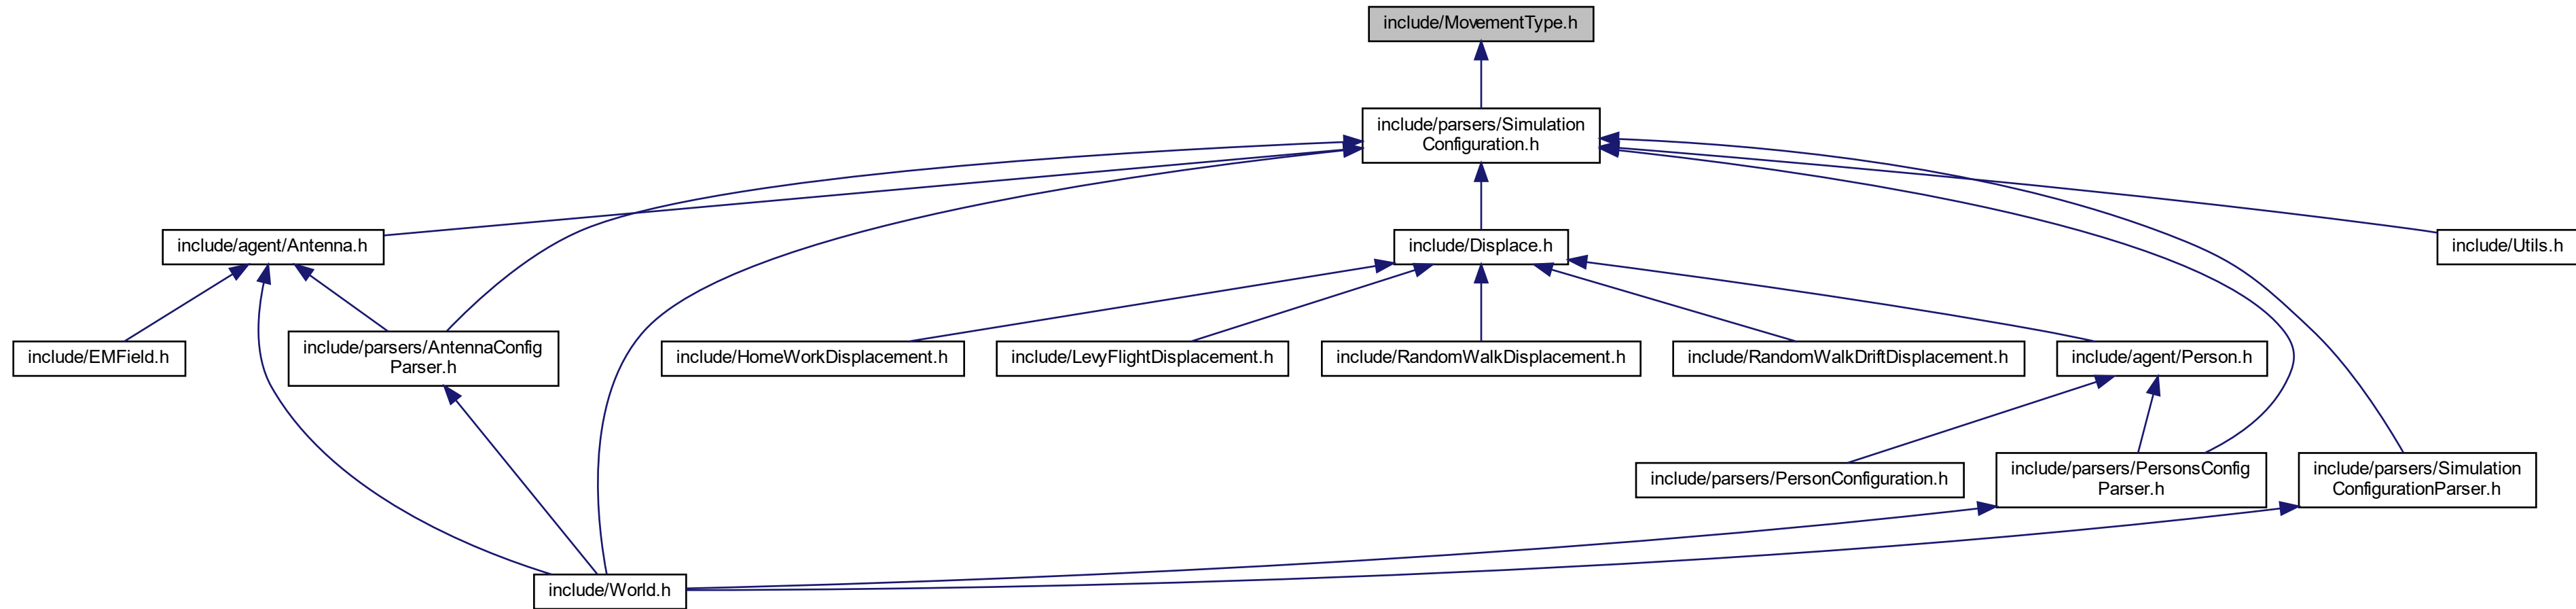 include/MovementType.h
include/parsers/Simulation
Configuration.h
include/agent/Antenna.h
include/Displace.h
include/Utils.h
include/EMField.h
include/parsers/AntennaConfig
Parser.h
include/HomeWorkDisplacement.h
include/LevyFlightDisplacement.h
include/RandomWalkDisplacement.h
include/RandomWalkDriftDisplacement.h
include/agent/Person.h
include/parsers/PersonConfiguration.h
include/parsers/PersonsConfig
Parser.h
include/parsers/Simulation
ConfigurationParser.h
include/World.h